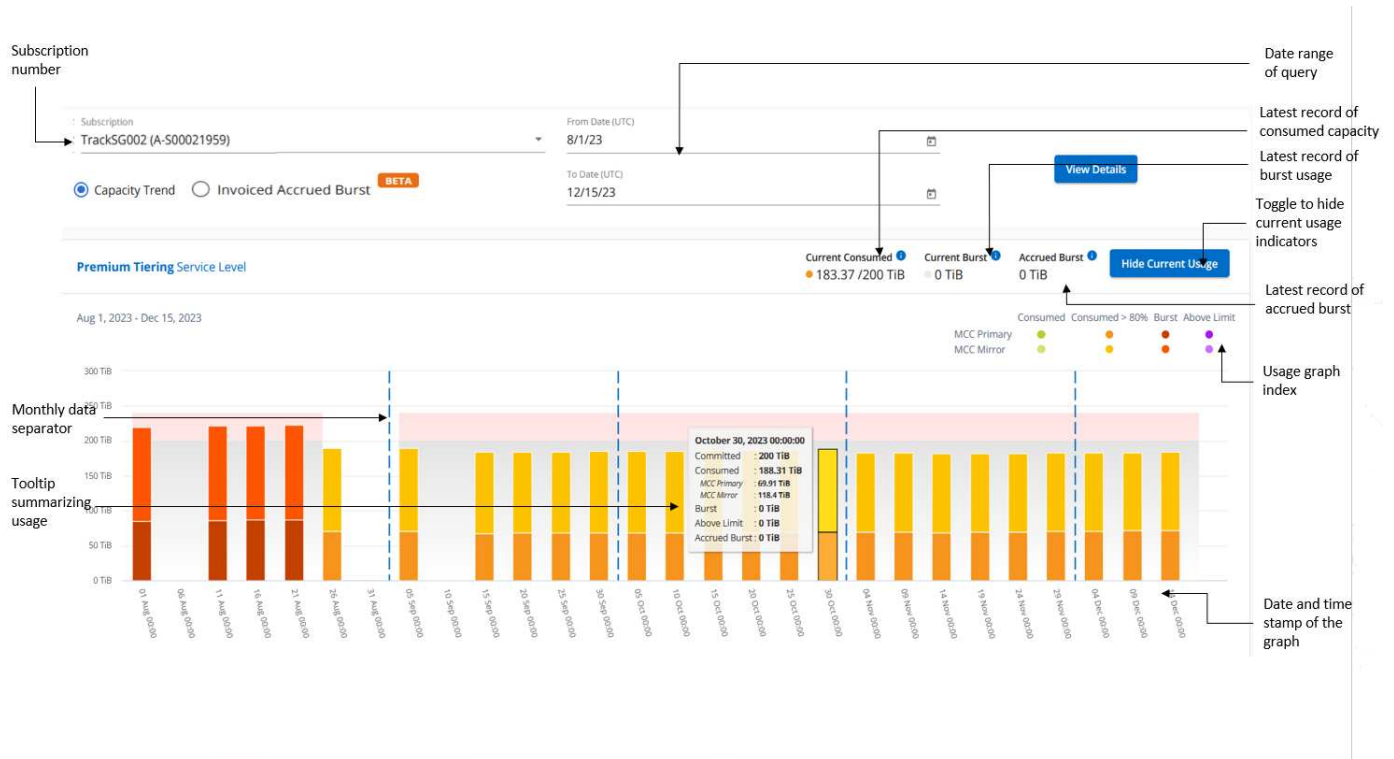 Subscription
number
Date range
of query
Subscription
TrackSG002 (A-S00021959)
From Date (UTC)
8/1/23
Latest record of
consumed capacity
Capacity Trend
Invoiced Accrued Burst
BETA
To Date (UTC)
12/15/23
View Details
Latest record of
burst usage
Toggle to hide
current usage
indicators
Premium Tiering Service Level
Current Consumed
183.37 /200 TiB
Current Burst
0 TiB
Accrued Burst
0 TiB
Hide Current Usage
Latest record of
accrued burst
Aug 1, 2023 - Dec 15, 2023
Consumed Consumed > 80% Burst Above Limit
MCC Primary
MCC Mirror
Usage graph
index
Monthly data
separator
Tooltip
summarizing
usage
300 TiB
250 TiB
200 TiB
150 TiB
100 TiB
50 TiB
0 TiB
October 30, 2023 00:00:00
Committed : 200 TiB
Consumed : 188.31 TiB
MCC Primary : 69.91 TiB
MCC Mirror : 118.4 TiB
Burst : 0 TiB
Above Limit : 0 TiB
Accrued Burst : 0 TiB
01 Aug 00:00
06 Aug 00:00
11 Aug 00:00
16 Aug 00:00
21 Aug 00:00
26 Aug 00:00
31 Aug 00:00
05 Sep 00:00
10 Sep 00:00
15 Sep 00:00
20 Sep 00:00
25 Sep 00:00
30 Sep 00:00
05 Oct 00:00
10 Oct 00:00
15 Oct 00:00
20 Oct 00:00
25 Oct 00:00
30 Oct 00:00
04 Nov 00:00
09 Nov 00:00
14 Nov 00:00
19 Nov 00:00
24 Nov 00:00
29 Nov 00:00
04 Dec 00:00
09 Dec 00:00
14 Dec 00:00
Date and time
stamp of the
graph